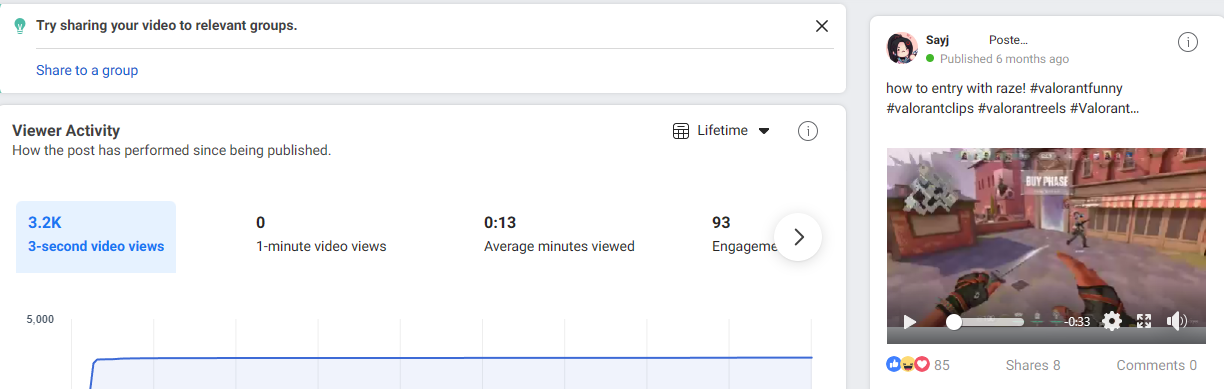 Try sharing your video to relevant groups.
Share to a group
Viewer Activity
How the post has performed since being published.
Lifetime
3.2K
3-second video views
0
1-minute video views
0:13
Average minutes viewed
93
Engageme
5,000
Sayj Poste...
Published 6 months ago
how to entry with raze! #valorantfunny
#valorantclips #valorantreels #Valorant...
BUY PHASE
-0:33
85 Shares 8 Comments 0